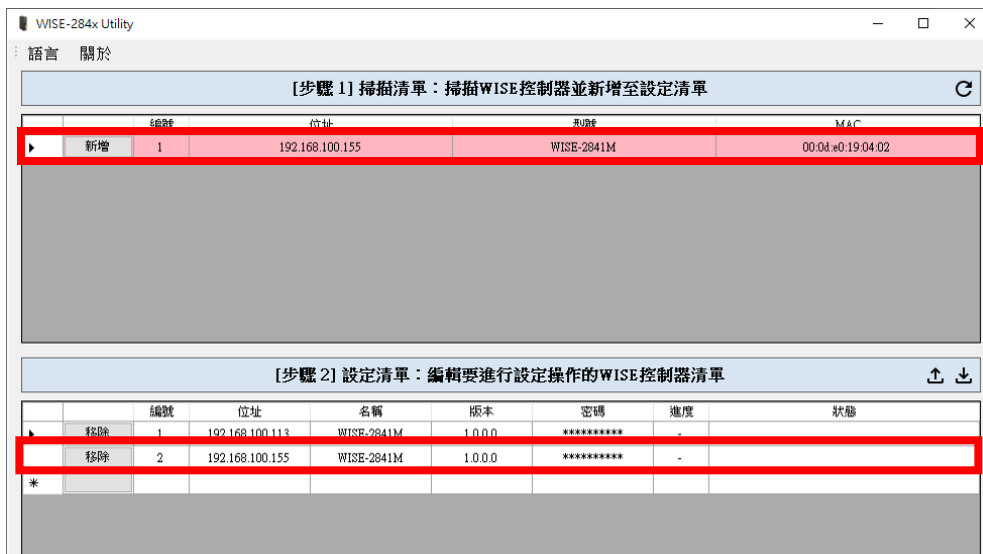 WISE-284x Utility
語言 關於
[步驟 1] 掃描清單：掃描WISE控制器並新增至設定清單
編號 位址 型號 MAC
新增 1 192.168.100.155 WISE-2841M 00:0d:e0:19:04:02
[步驟 2] 設定清單：編輯要進行設定操作的WISE控制器清單
編號 位址 名稱 版本 密碼 進度 狀態
移除 1 192.168.100.113 WISE-2841M 1.0.0.0 ********** -
移除 2 192.168.100.155 WISE-2841M 1.0.0.0 ********** -
*